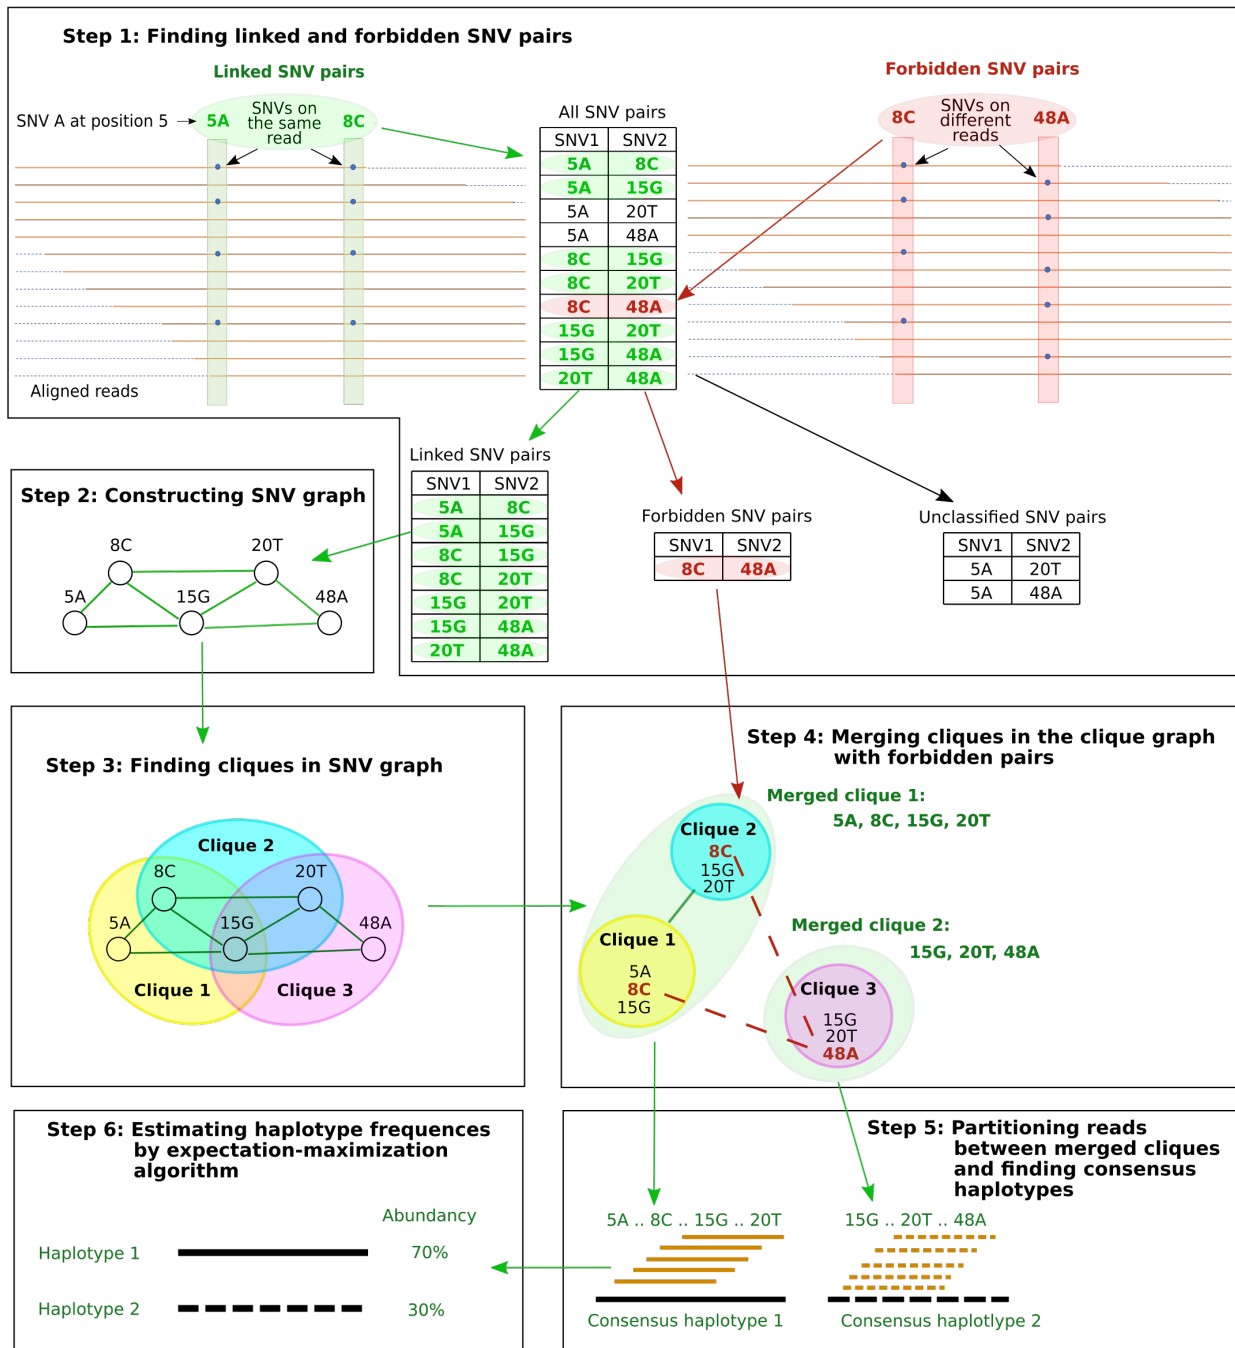 Step 1: Finding linked and forbidden SNV pairs
Linked SNV pairs
SNV A at position 5
5A
SNVs on
the same
read
8C
Aligned reads
All SNV pairs
SNV1 SNV2
5A 8C
5A 15G
5A 20T
5A 48A
8C 15G
8C 20T
8C 48A
15G 20T
15G 48A
20T 48A
Forbidden SNV pairs
8C
SNVs on
different
reads
48A
Linked SNV pairs
SNV1 SNV2
5A 8C
5A 15G
8C 15G
8C 20T
15G 20T
15G 48A
20T 48A
Forbidden SNV pairs
SNV1 SNV2
8C 48A
Unclassified SNV pairs
SNV1 SNV2
5A 20T
5A 48A
Step 2: Constructing SNV graph
8C 20T
5A 15G 48A
Step 3: Finding cliques in SNV graph
Clique 2
8C 20T
5A 15G 48A
Clique 1 Clique 3
Step 4: Merging cliques in the clique graph
with forbidden pairs
Merged clique 1:
5A, 8C, 15G, 20T
Clique 2
8C
15G
20T
Clique 1
5A
8C
15G
Merged clique 2:
15G, 20T, 48A
Clique 3
15G
20T
48A
Step 5: Partitioning reads
between merged cliques
and finding consensus
haplotypes
5A .. 8C .. 15G .. 20T
15G .. 20T .. 48A
Consensus haplotype 1
Consensus haplotlype 2
Step 6: Estimating haplotype frequences
by expectation-maximization
algorithm
Abundancy
Haplotype 1 70%
Haplotype 2 30%